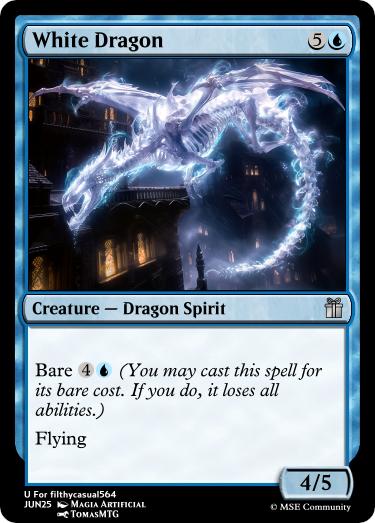 White Dragon 5
Creature — Dragon Spirit
Bare 4 (You may cast this spell for
its bare cost. If you do, it loses all
abilities.)
Flying
4/5
U For filthycasual564
JUN25 Magia Artificial
TomasMTG
© MSE Community